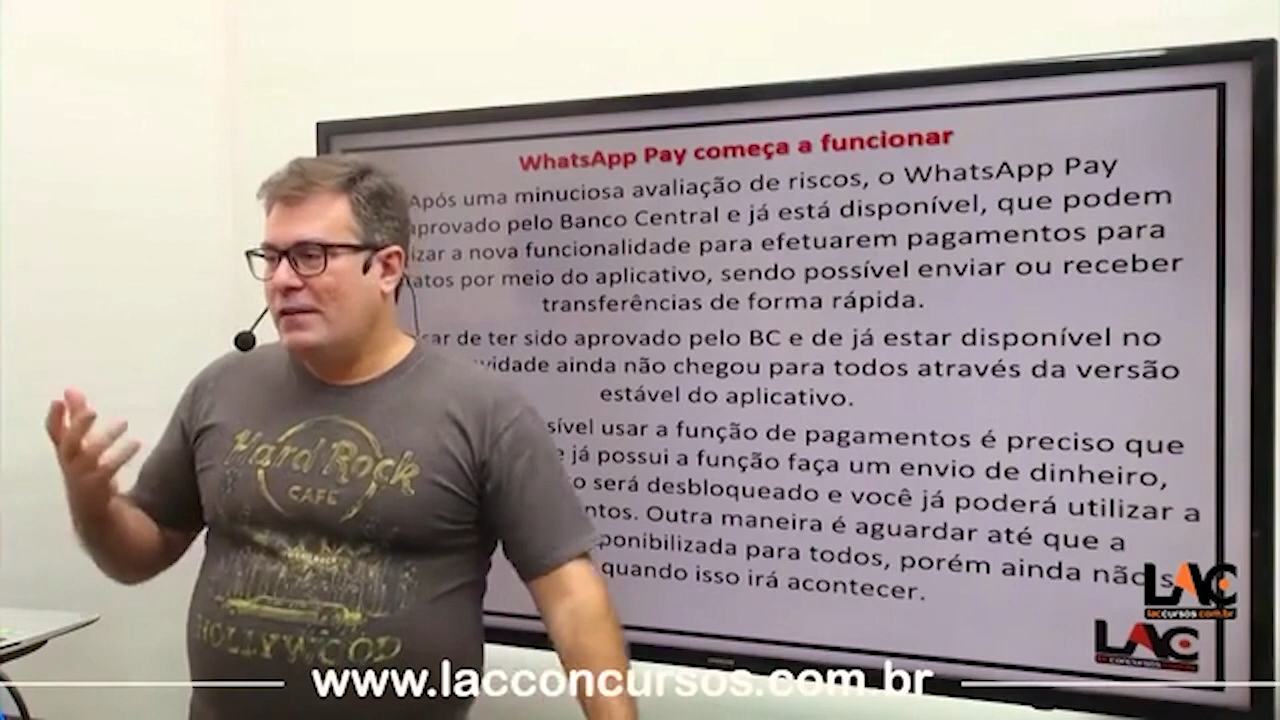 WhatsApp Pay começa a funcionar
Após uma minuciosa avaliação de riscos, o WhatsApp Pay
aprovado pelo Banco Central e já está disponível, que podem
izar a nova funcionalidade para efetuarem pagamentos para
atos por meio do aplicativo, sendo possível enviar ou receber
transferências de forma rápida.
sar de ter sido aprovado pelo BC e de já estar disponível no
vidade ainda não chegou para todos através da versão
estável do aplicativo.
sível usar a função de pagamentos é preciso que
e já possui a função faça um envio de dinheiro,
o será desbloqueado e você já poderá utilizar a
ntos. Outra maneira é aguardar até que a
ponibilizada para todos, porém ainda não s
quando isso irá acontecer.
Hard Rock
CAFE
HOLLYWOOD
LAC
laccursos.com.br
LAC
www.lacconcursos.com.br